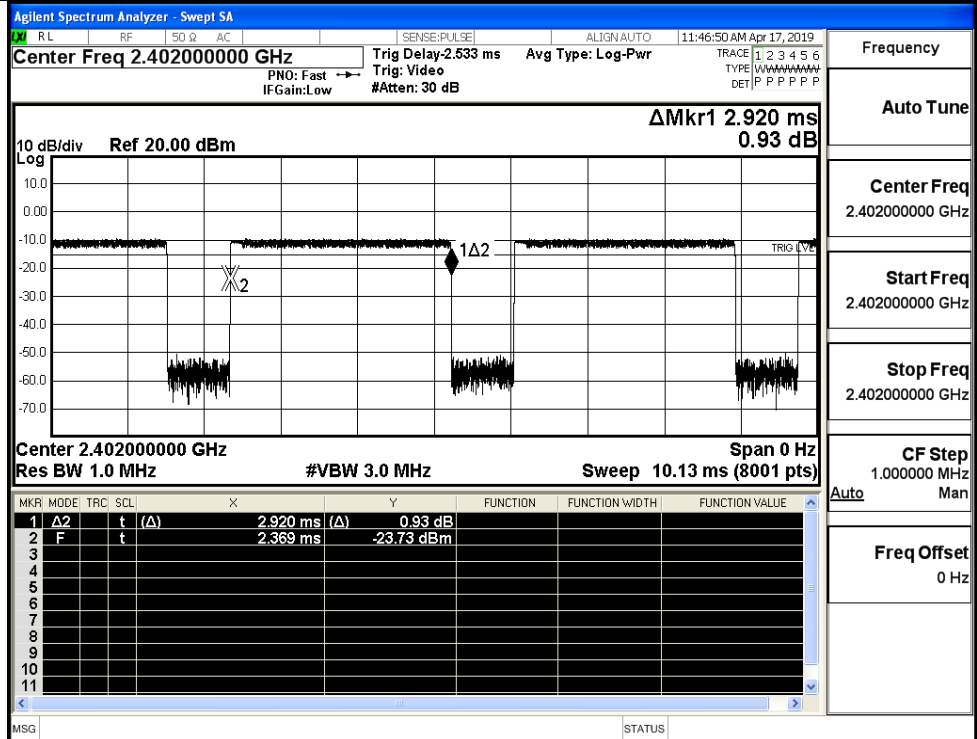 Agilent Spectrum Analyzer - Swept SA
LXI RL RF 50 Ω AC SENSE:PULSE ALIGN AUTO 11:46:50 AM Apr 17, 2019
Center Freq 2.402000000 GHz
PNO: Fast
IFGain:Low
Trig Delay-2.533 ms
Trig: Video
#Atten: 30 dB
Avg Type: Log-Pwr
TRACE 1 2 3 4 5 6
TYPE WWWWWWW
DET P P P P P P
ΔMkr1 2.920 ms
0.93 dB
10 dB/div Ref 20.00 dBm
Log
10.0
0.00
-10.0
-20.0
-30.0
-40.0
-50.0
-60.0
-70.0
1Δ2
2
TRIG LVL
Center 2.402000000 GHz Span 0 Hz
Res BW 1.0 MHz #VBW 3.0 MHz Sweep 10.13 ms (8001 pts)
MKR MODE TRC SCL X Y FUNCTION FUNCTION WIDTH FUNCTION VALUE
1 Δ2 t (Δ) 2.920 ms (Δ) 0.93 dB
2 F t 2.369 ms -23.73 dBm
3
4
5
6
7
8
9
10
11
MSG STATUS
Frequency
Auto Tune
Center Freq
2.402000000 GHz
Start Freq
2.402000000 GHz
Stop Freq
2.402000000 GHz
CF Step
1.000000 MHz
Auto Man
Freq Offset
0 Hz